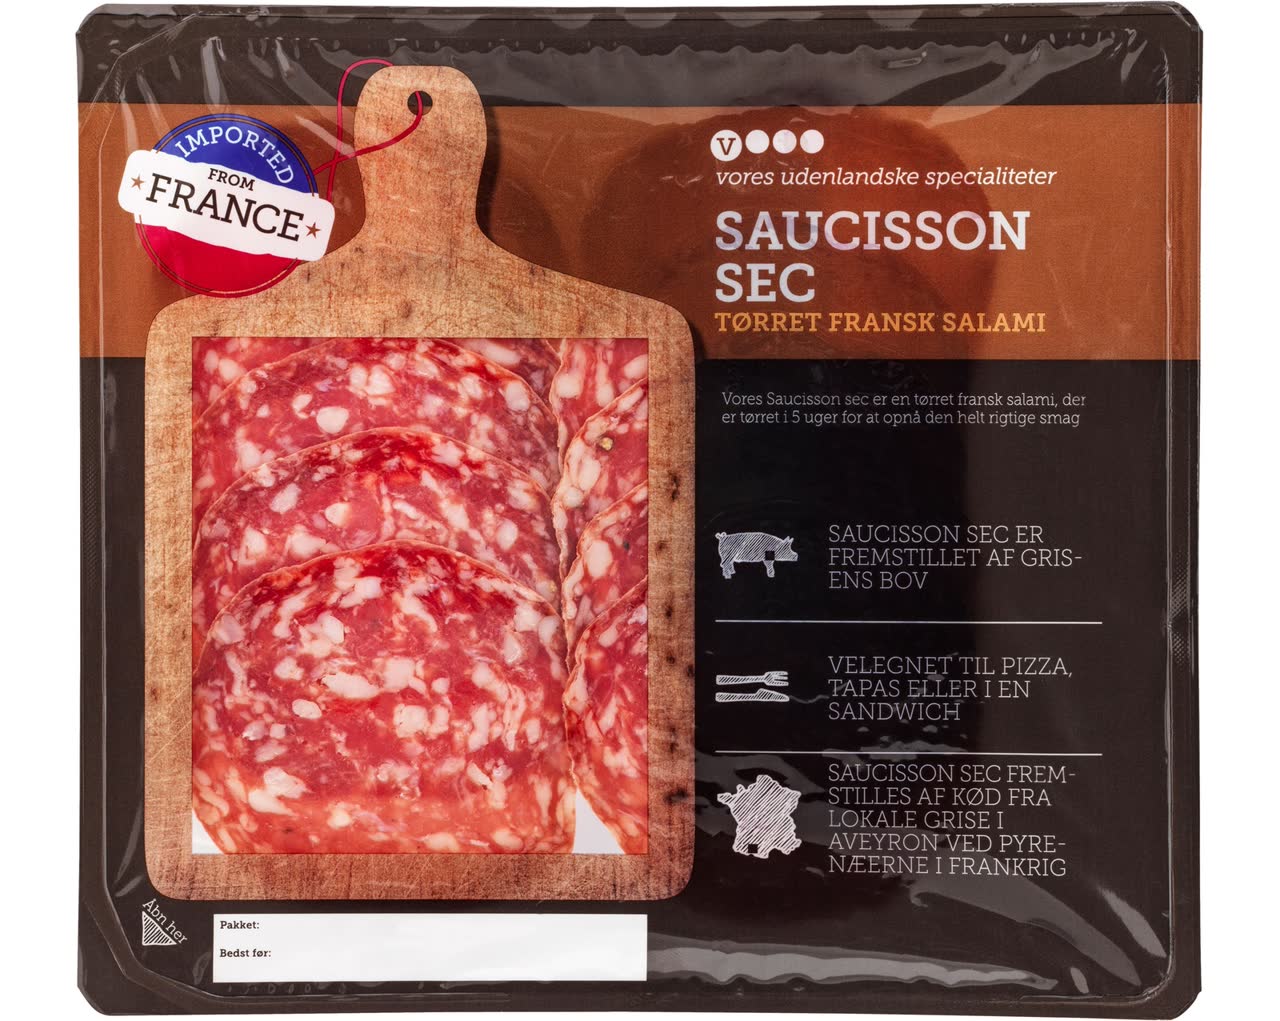 IMPORTED
FROM
FRANCE
V
vores udenlandske specialiteter
SAUCISSON
SEC
TØRRET FRANSK SALAMI
Vores Saucisson sec er en tørret fransk salami, der
er tørret i 5 uger for at opnå den helt rigtige smag
SAUCISSON SEC ER
FREMSTILLET AF GRIS-
ENS BOV
VELEGNET TIL PIZZA,
TAPAS ELLER I EN
SANDWICH
SAUCISSON SEC FREM-
STILLES AF KØD FRA
LOKALE GRISE I
AVEYRON VED PYRE-
NÆERNE I FRANKRIG
Åbn her
Pakket:
Bedst før: